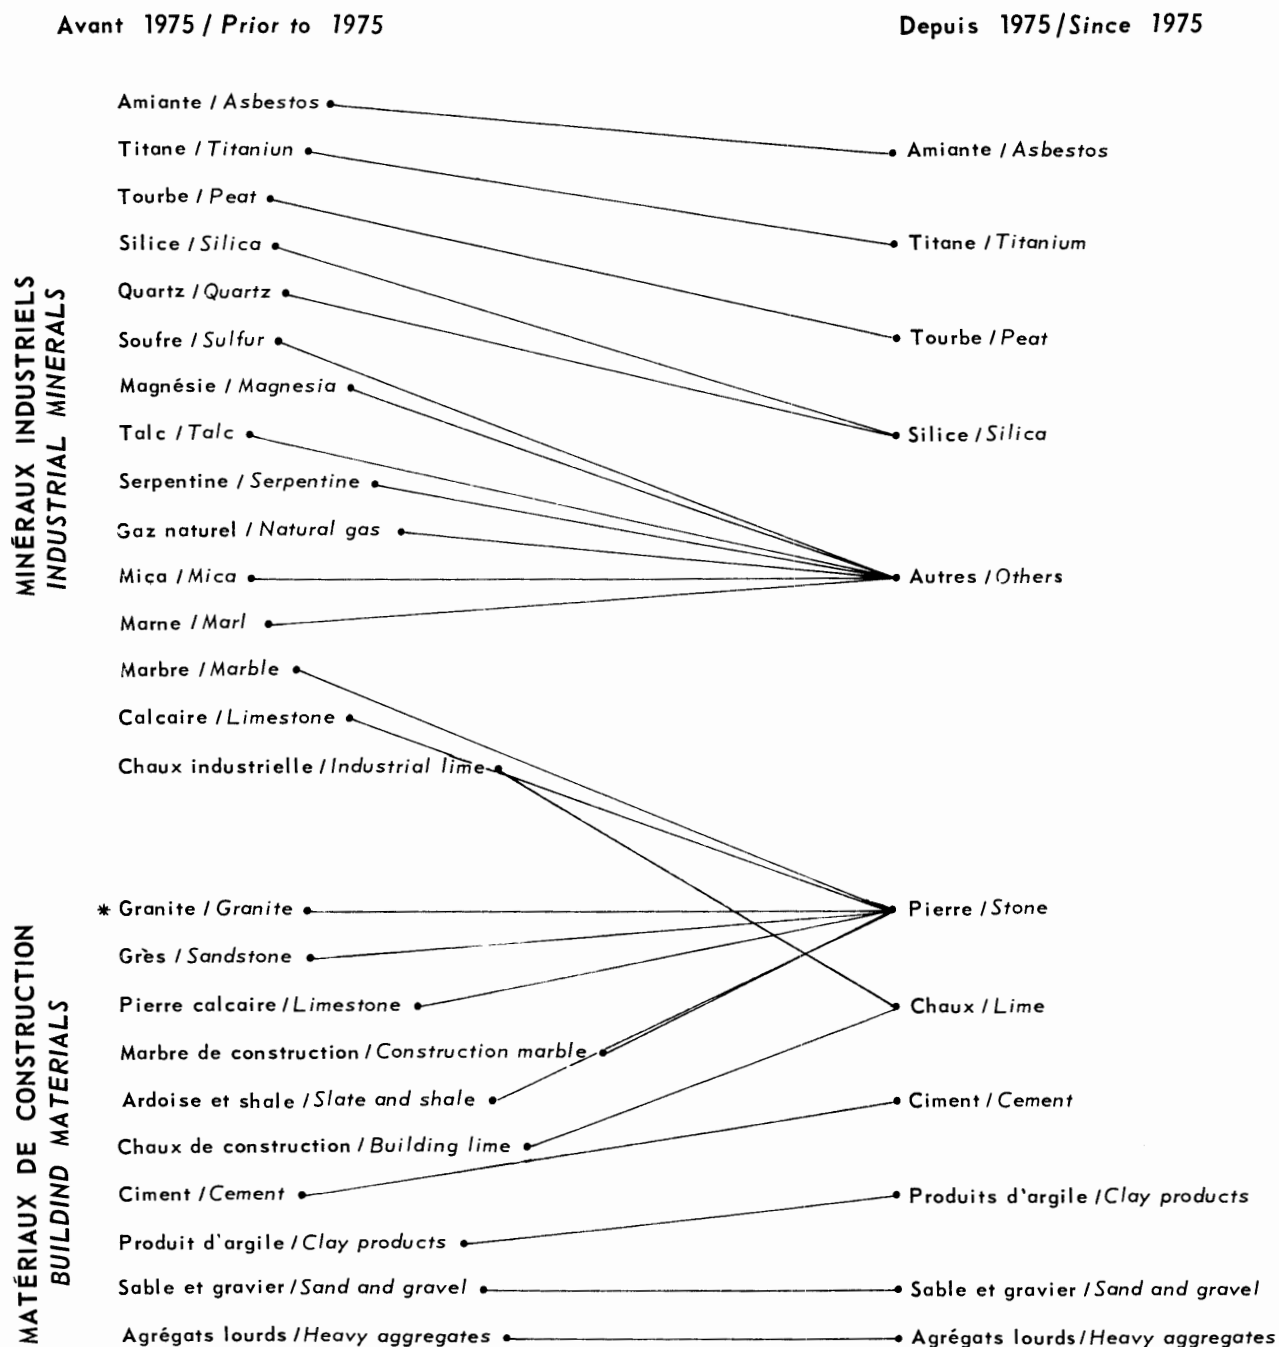 Avant 1975 / Prior to 1975
Depuis 1975/Since 1975
MINÉRAUX INDUSTRIELS
INDUSTRIAL MINERALS
Amiante / Asbestos
Titane / Titaniun
Tourbe / Peat
Silice / Silica
Quartz / Quartz
Soufre / Sulfur
Magnésie / Magnesia
Talc / Talc
Serpentine / Serpentine
Gaz naturel / Natural gas
Mica / Mica
Marne / Marl
Marbre / Marble
Calcaire / Limestone
Chaux industrielle / Industrial lime
MATÉRIAUX DE CONSTRUCTION
BUILDIND MATERIALS
* Granite / Granite
Grès / Sandstone
Pierre calcaire / Limestone
Marbre de construction / Construction marble
Ardoise et shale / Slate and shale
Chaux de construction / Building lime
Ciment / Cement
Produit d'argile / Clay products
Sable et gravier / Sand and gravel
Agrégats lourds / Heavy aggregates
Amiante / Asbestos
Titane / Titanium
Tourbe / Peat
Silice / Silica
Autres / Others
Pierre / Stone
Chaux / Lime
Ciment / Cement
Produits d'argile / Clay products
Sable et gravier / Sand and gravel
Agrégats lourds / Heavy aggregates